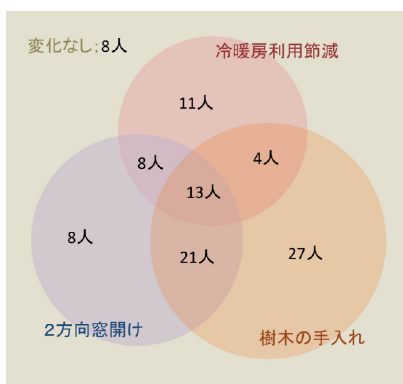 変化なし;8人
冷暖房利用節減
11人
8人
4人
13人
8人
21人
27人
２方向窓開け
樹木の手入れ